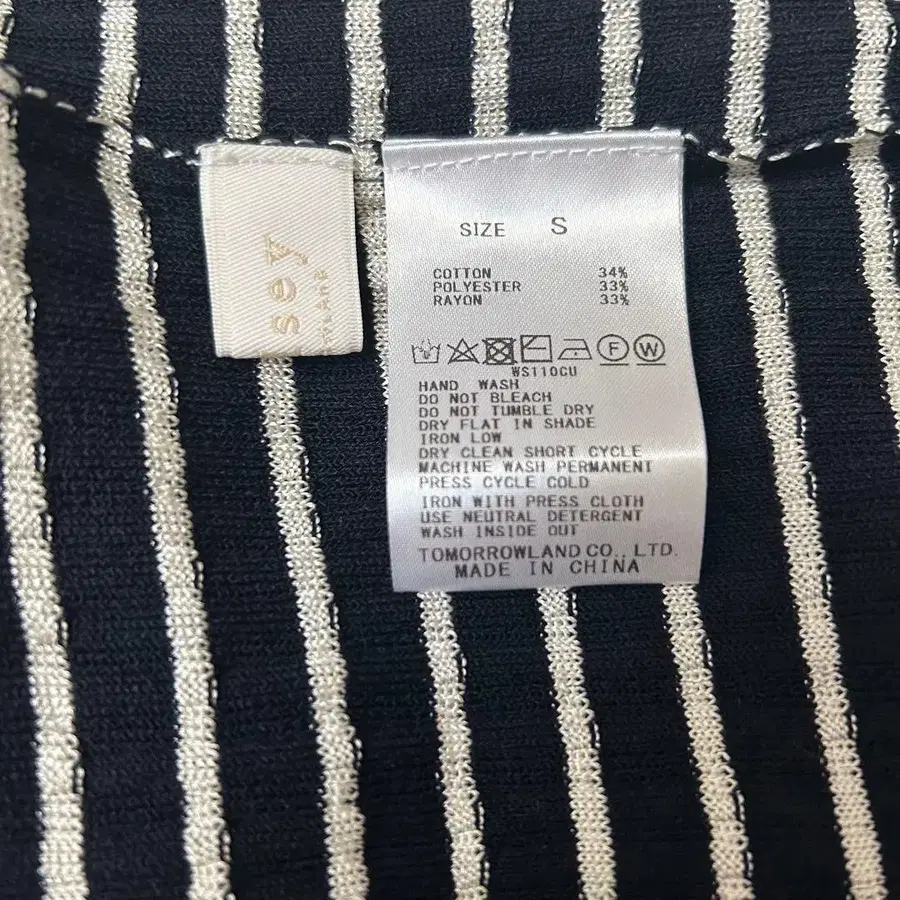 sey
SIZE S
COTTON 34%
POLYESTER 33%
RAYON 33%
F W
WS110CU
HAND WASH
DO NOT BLEACH
DO NOT TUMBLE DRY
DRY FLAT IN SHADE
IRON LOW
DRY CLEAN SHORT CYCLE
MACHINE WASH PERMANENT
PRESS CYCLE COLD
IRON WITH PRESS CLOTH
USE NEUTRAL DETERGENT
WASH INSIDE OUT
TOMORROWLAND CO., LTD.
MADE IN CHINA